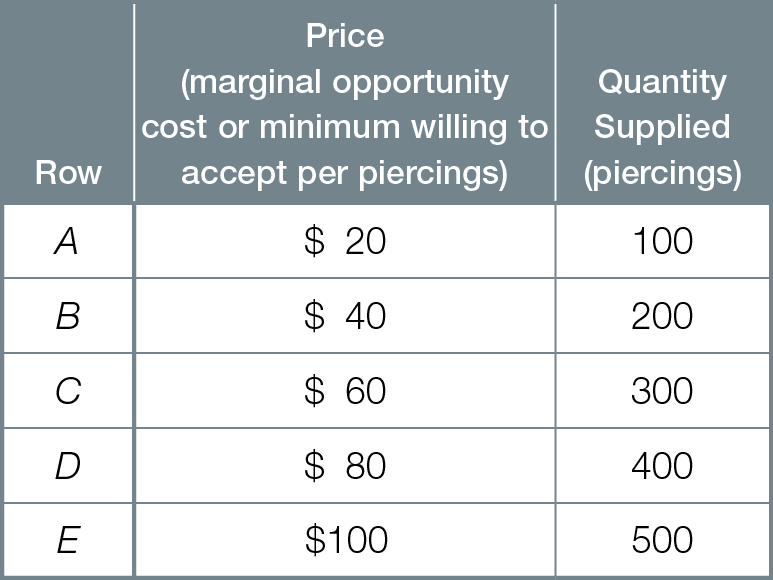 Price
(marginal opportunity Quantity
cost or minimum willing to Supplied
Row accept per piercings) (piercings)
A $ 20 100
B $ 40 200
C $ 60 300
D $ 80 400
E $100 500